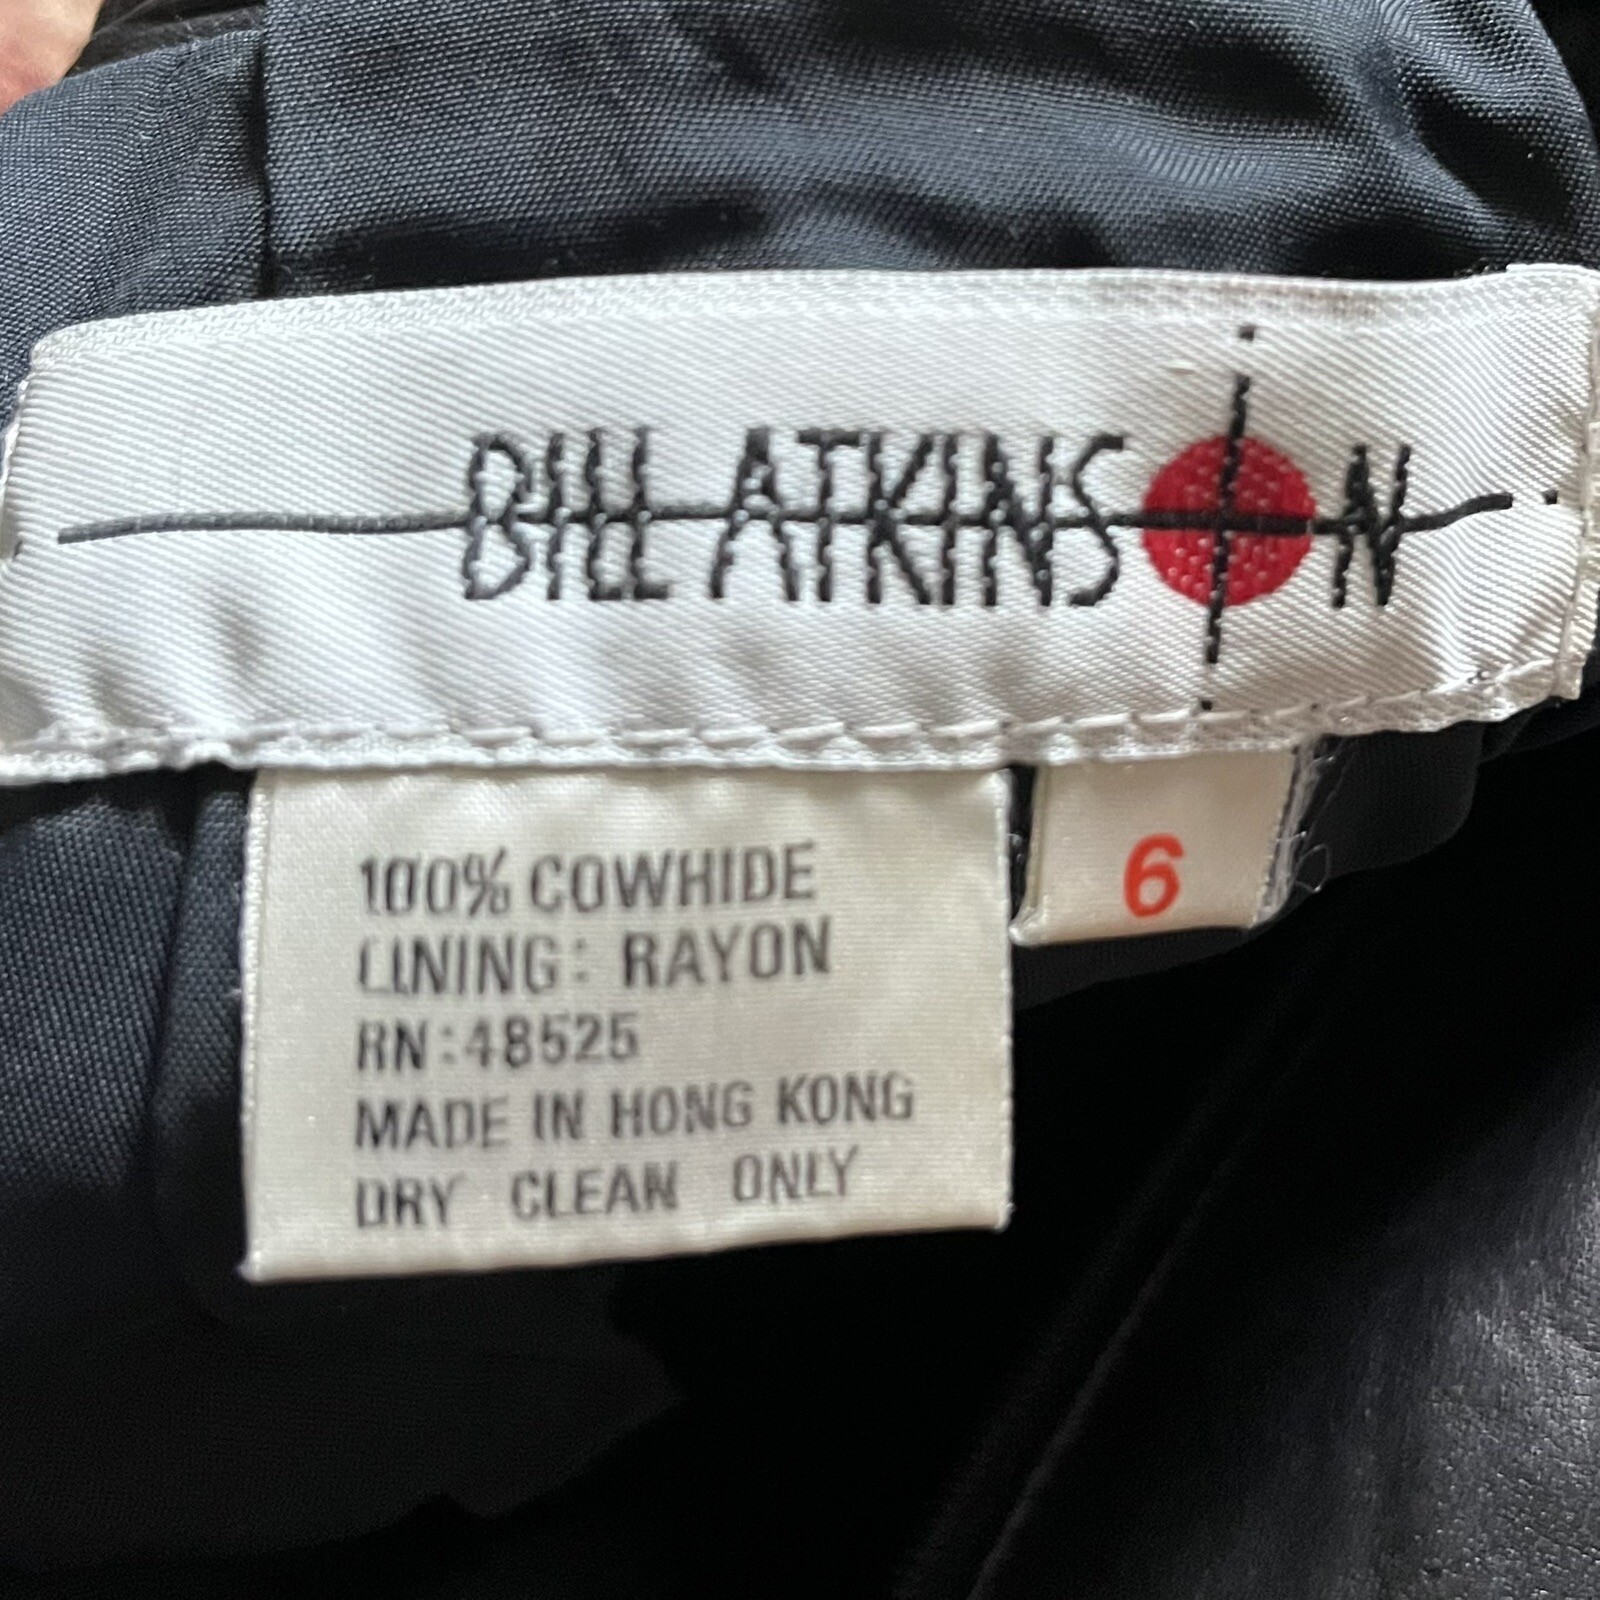 BILL ATKINSON
6
100% COWHIDE
LINING: RAYON
RN:48525
MADE IN HONG KONG
DRY CLEAN ONLY